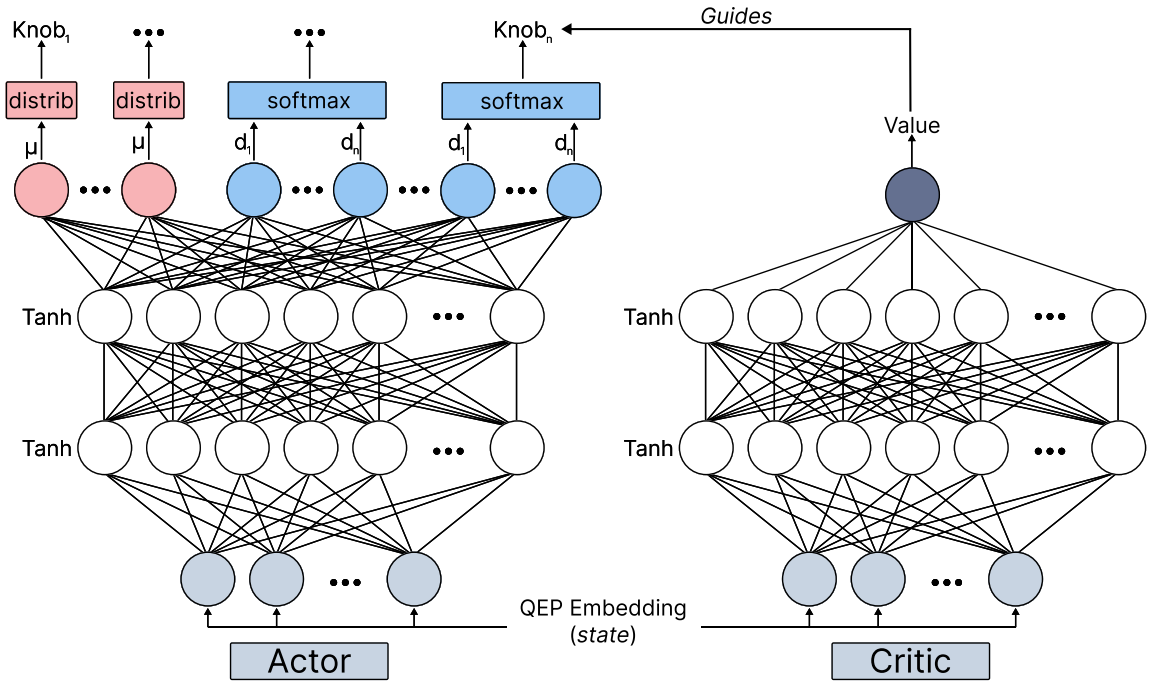 Guides
Knob₁ ••• ••• Knobₙ
distrib distrib softmax softmax
Value
μ μ d₁ dₙ d₁ dₙ
••• ••• ••• •••
Tanh ••• Tanh •••
Tanh ••• Tanh •••
••• •••
QEP Embedding
(state)
Actor Critic